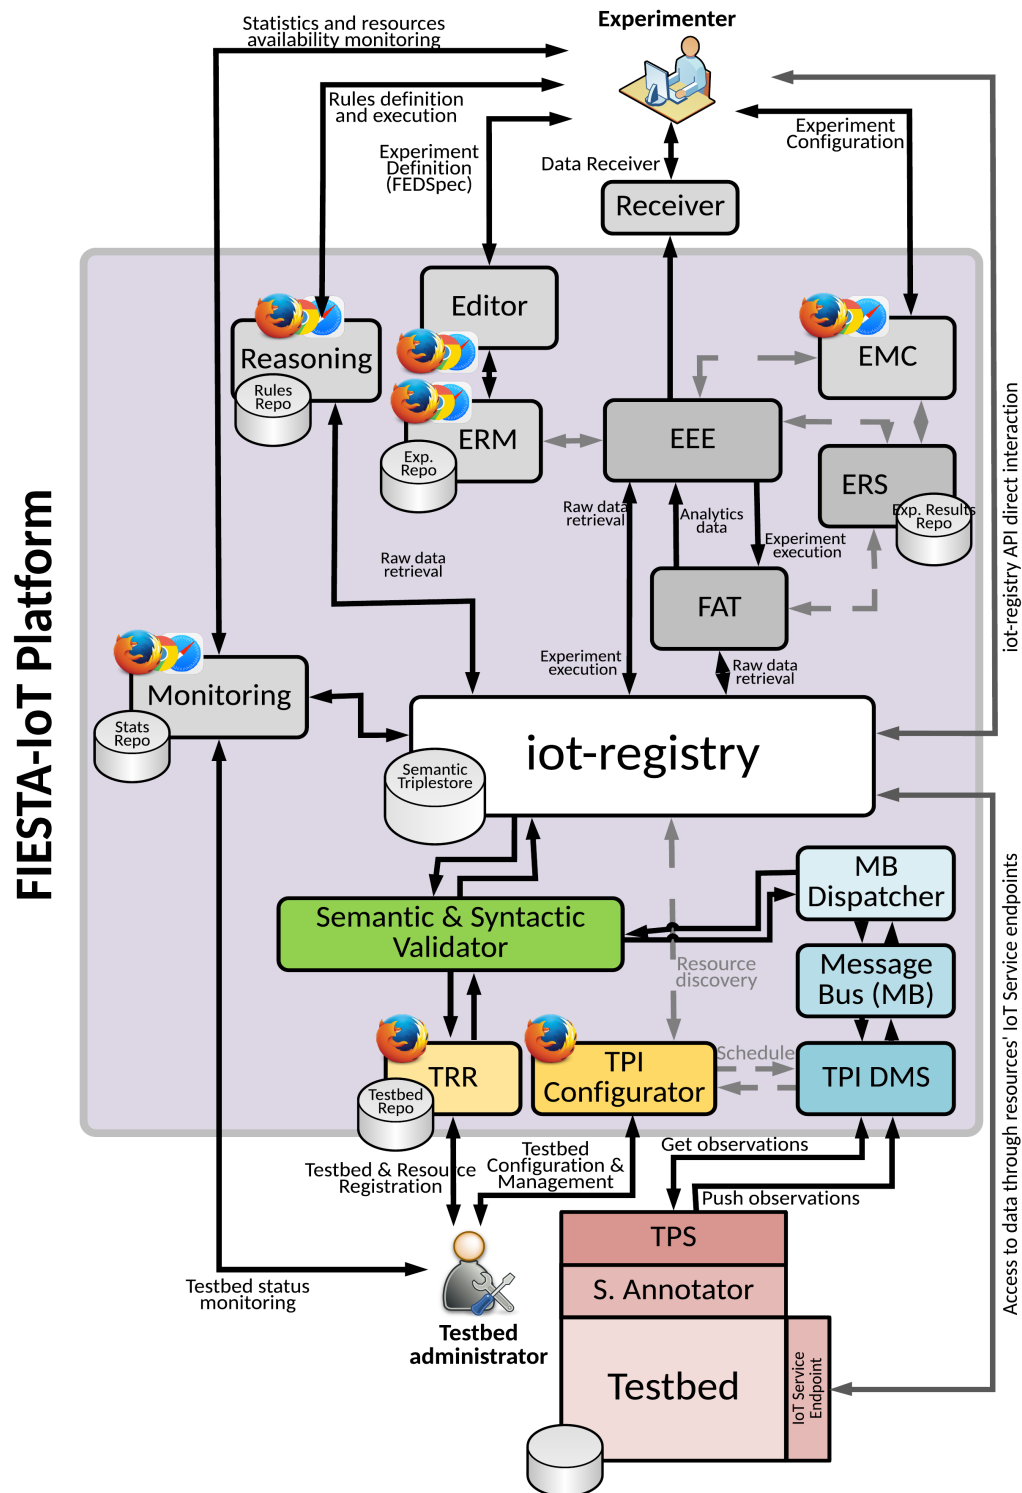 Experimenter
Statistics and resources
availability monitoring
Rules definition
and execution
Experiment
Definition
(FEDSpec)
Data Receiver
Experiment
Configuration
Receiver
Editor
Reasoning
Rules
Repo
EMC
ERM
Exp.
Repo
EEE
ERS
Exp. Results
Repo
Raw data
retrieval
Analytics
data
Experiment
execution
Raw data
retrieval
FAT
Experiment
execution
Raw data
retrieval
iot-registry API direct interaction
FIESTA-IoT Platform
Monitoring
Stats
Repo
iot-registry
Semantic
Triplestore
MB
Dispatcher
Semantic & Syntactic
Validator
Resource
discovery
Message
Bus (MB)
TRR
Testbed
Repo
TPI
Configurator
Schedule
TPI DMS
Access to data through resources' IoT Service endpoints
Testbed & Resource
Registration
Testbed
Configuration &
Management
Get observations
Push observations
TPS
S. Annotator
Testbed
IoT Service
Endpoint
Testbed status
monitoring
Testbed
administrator